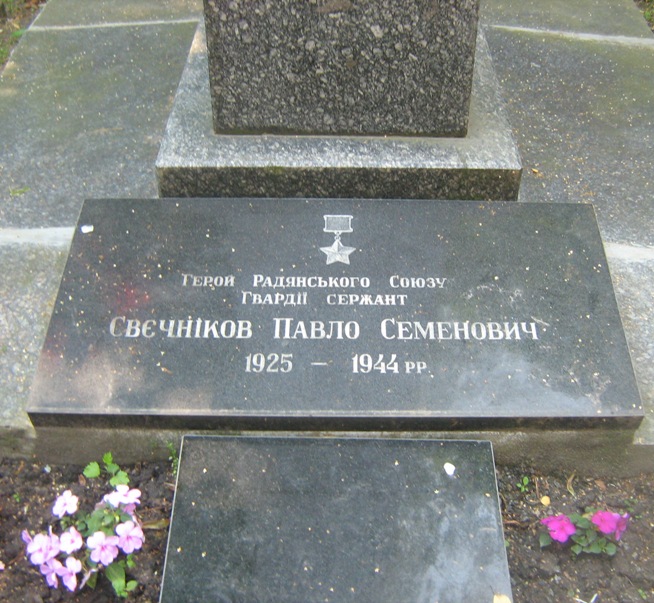 Герой Радянського Союзу
гвардії сержант
Свєчніков Павло Семенович
1925 – 1944 рр.